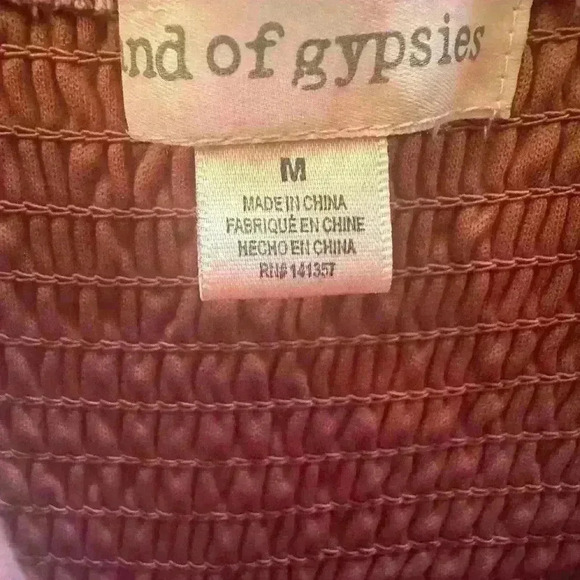 nd of gypsies
M
MADE IN CHINA
FABRIQUÉ EN CHINE
HECHO EN CHINA
RN# 141357